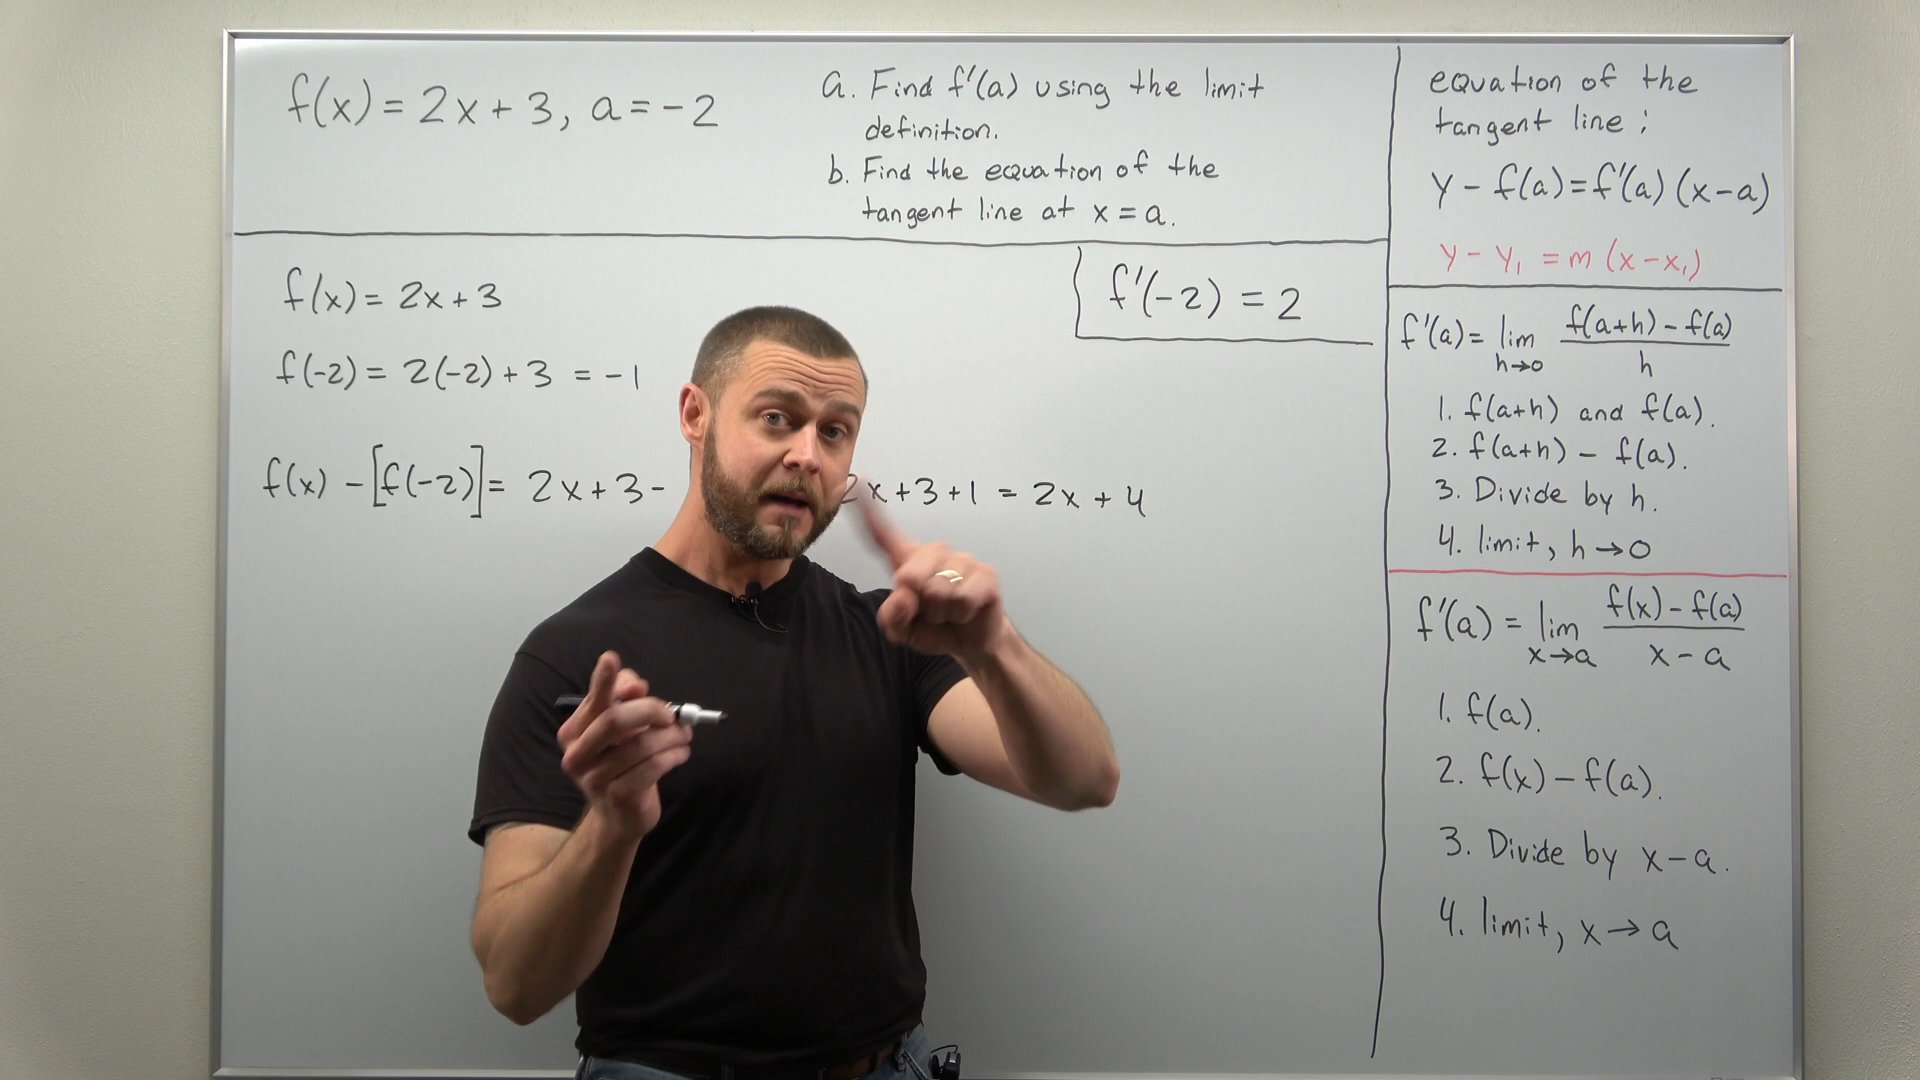 f(x) = 2x + 3, a = -2
a. Find f'(a) using the limit
definition.
b. Find the equation of the
tangent line at x = a.
f(x) = 2x + 3
f(-2) = 2(-2) + 3 = -1
f(x) - [f(-2)] = 2x + 3 - 2x + 3 + 1 = 2x + 4
f'(-2) = 2
equation of the
tangent line:
y - f(a) = f'(a) (x - a)
y - y₁ = m (x - x₁)
f'(a) = lim h→0 f(a+h) - f(a) / h
1. f(a+h) and f(a).
2. f(a+h) - f(a).
3. Divide by h.
4. limit, h → 0
f'(a) = lim x→a f(x) - f(a) / x - a
1. f(a).
2. f(x) - f(a).
3. Divide by x - a.
4. limit, x → a